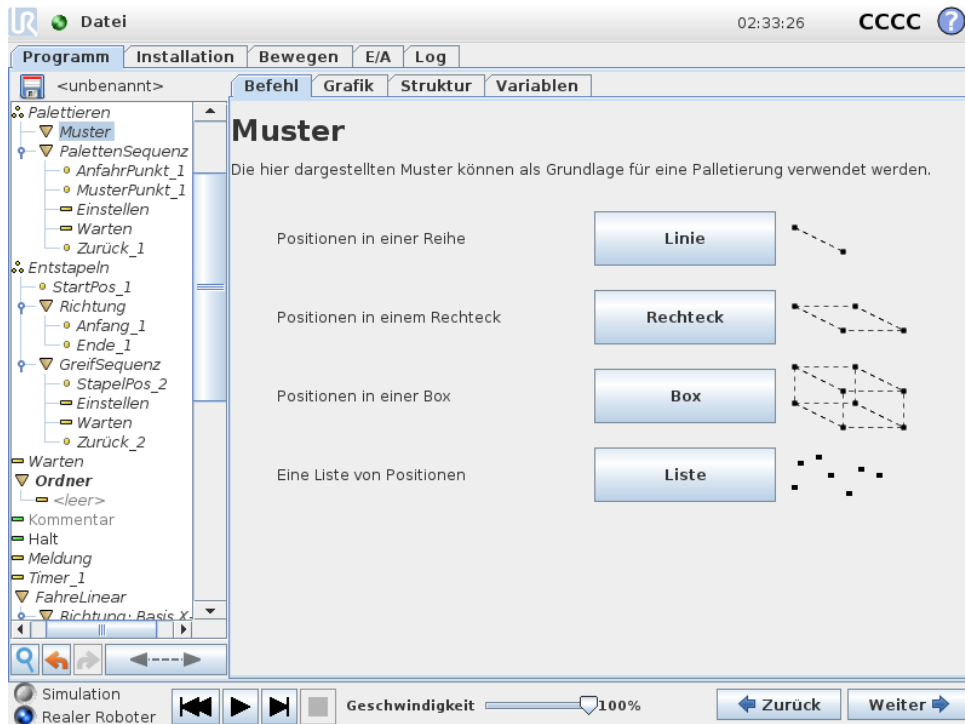 UR Datei 02:33:26 CCCC ?
Programm Installation Bewegen E/A Log
<unbenannt> Befehl Grafik Struktur Variablen
Palettieren
Muster
PalettenSequenz
AnfahrPunkt_1
MusterPunkt_1
Einstellen
Warten
Zurück_1
Entstapeln
StartPos_1
Richtung
Anfang_1
Ende_1
GreifSequenz
StapelPos_2
Einstellen
Warten
Zurück_2
Warten
Ordner
<leer>
Kommentar
Halt
Meldung
Timer_1
FahreLinear
Richtung: Basis X-
Muster
Die hier dargestellten Muster können als Grundlage für eine Palletierung verwendet werden.
Positionen in einer Reihe Linie
Positionen in einem Rechteck Rechteck
Positionen in einer Box Box
Eine Liste von Positionen Liste
Simulation
Realer Roboter
Geschwindigkeit 100% Zurück Weiter